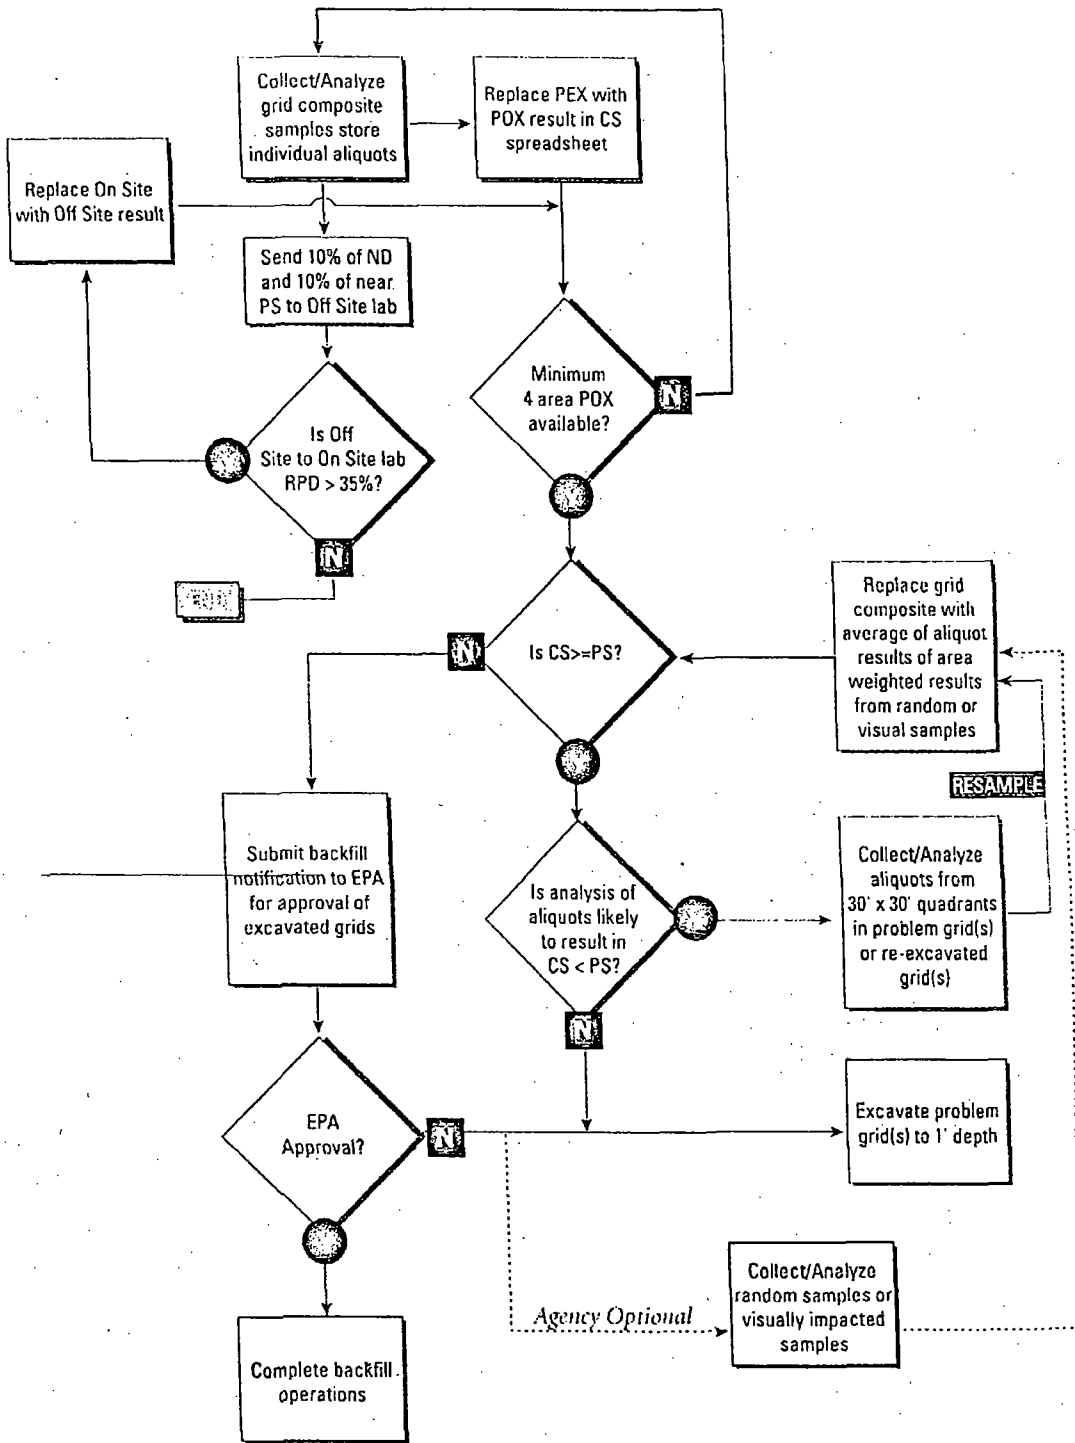 Collect/Analyze
grid composite
samples store
individual aliquots
Replace PEX with
POX result in CS
spreadsheet
Replace On Site
with Off Site result
Send 10% of ND
and 10% of near
PS to Off Site lab
Minimum
4 area POX
available?
N
Is Off
Site to On Site lab
RPD > 35%?
Y
Y
N
Replace grid
composite with
average of aliquot
results of area
weighted results
from random or
visual samples
Is CS>=PS?
N
Y
RESAMPLE
Submit backfill
notification to EPA
for approval of
excavated grids
Is analysis of
aliquots likely
to result in
CS < PS?
Y
Collect/Analyze
aliquots from
30' x 30' quadrants
in problem grid(s)
or re-excavated
grid(s)
N
EPA
Approval?
N
Excavate problem
grid(s) to 1' depth
Y
Collect/Analyze
random samples or
visually impacted
samples
Agency Optional
Complete backfill
operations